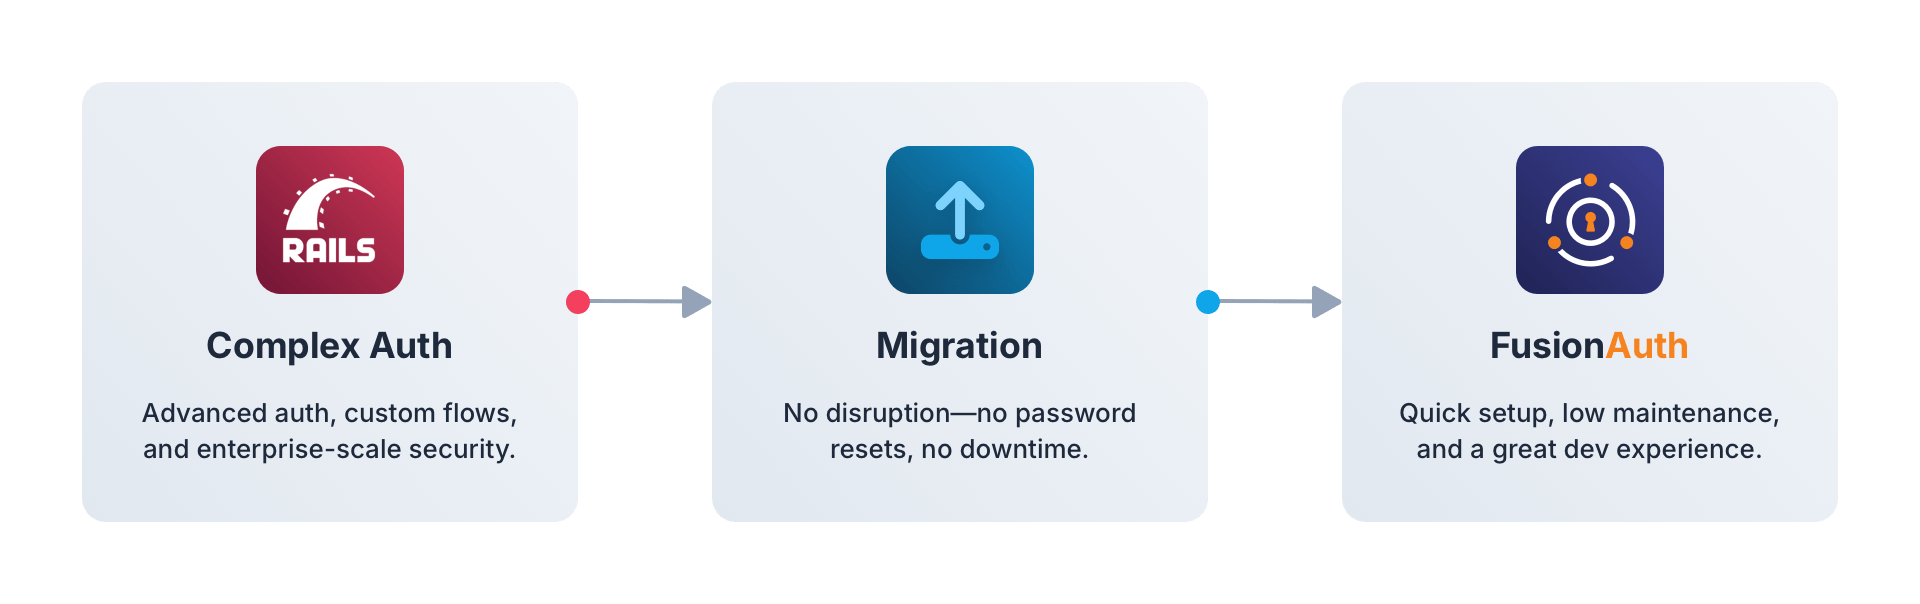 RAILS
Complex Auth
Advanced auth, custom flows,
and enterprise-scale security.
Migration
No disruption—no password
resets, no downtime.
FusionAuth
Quick setup, low maintenance,
and a great dev experience.